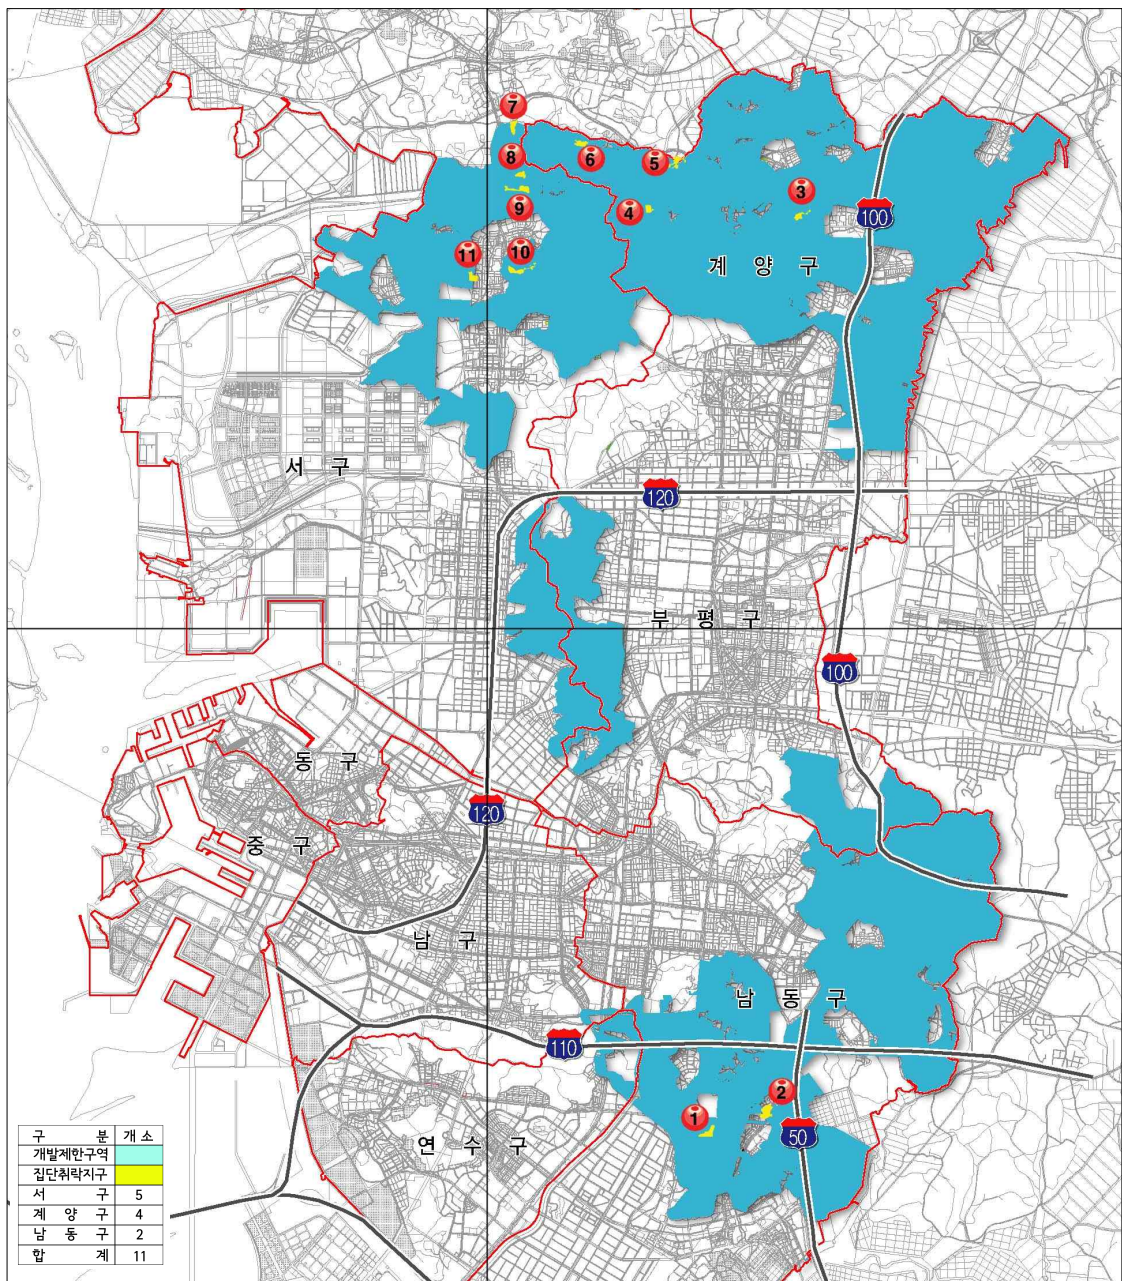 7
8
6
5
3
9
4
100
11
10
계 양 구
서 구
120
부 평 구
100
동 구
120
중 구
남 구
남 동 구
110
2
1
50
연 수 구
구 분 개 소
개발제한구역
집단취락지구
서 구 5
계 양 구 4
남 동 구 2
합 계 11